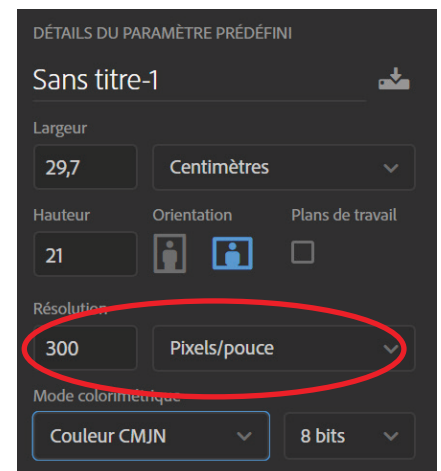 DÉTAILS DU PARAMÈTRE PRÉDÉFINI
Sans titre-1
Largeur
29,7 Centimètres
Hauteur Orientation Plans de travail
21
Résolution
300 Pixels/pouce
Mode colorimétrique
Couleur CMJN 8 bits